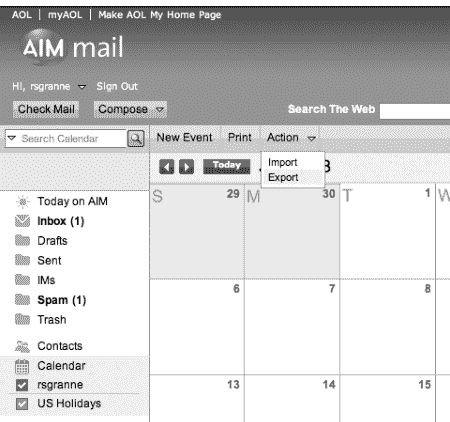 AOL | myAOL | Make AOL My Home Page
AIM mail
Hi, rsgranne Sign Out
Check Mail Compose Search The Web
Search Calendar New Event Print Action
Today
Import
Export
S 29 M 30 T 1 W
Today on AIM
Inbox (1)
Drafts
Sent
IMs
Spam (1)
Trash
6 7 8
Contacts
Calendar
rsgranne
US Holidays
13 14 15